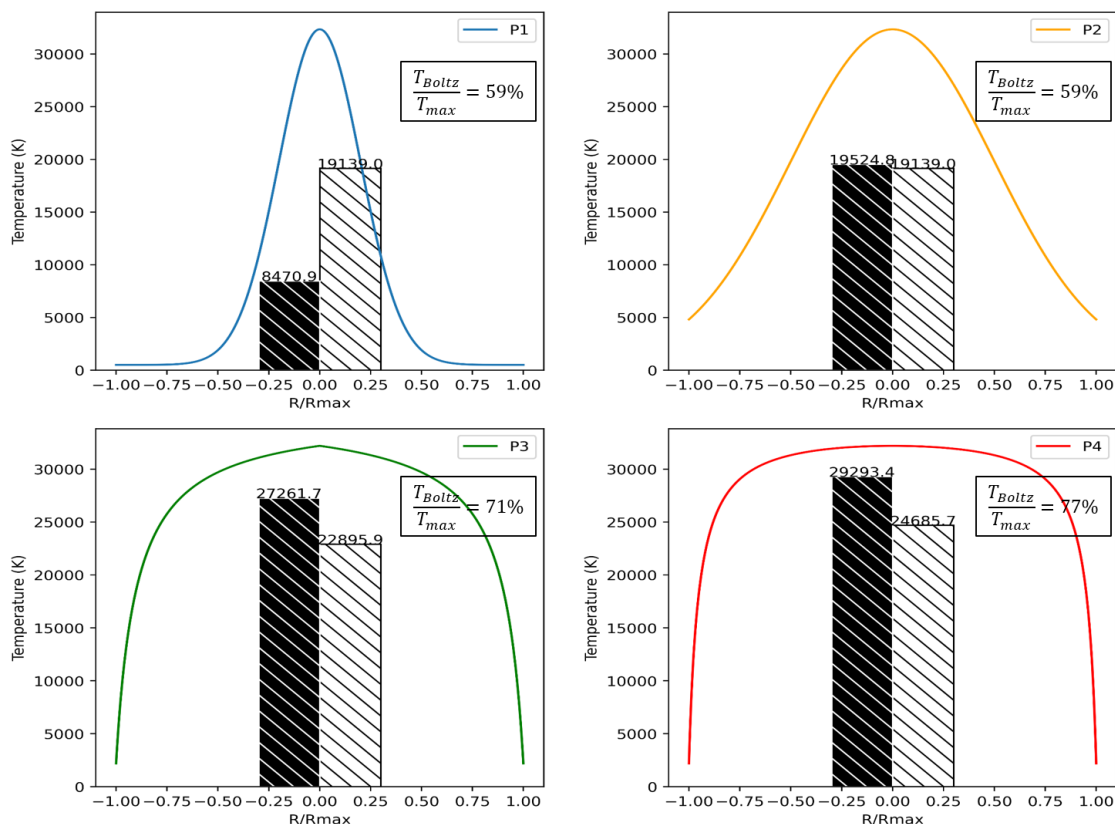 P1
T_Boltz / T_max = 59%
19139.0
8470.9
Temperature (K)
30000
25000
20000
15000
10000
5000
0
−1.00 −0.75 −0.50 −0.25 0.00 0.25 0.50 0.75 1.00
R/Rmax
P2
T_Boltz / T_max = 59%
19524.8 19139.0
Temperature (K)
30000
25000
20000
15000
10000
5000
0
−1.00 −0.75 −0.50 −0.25 0.00 0.25 0.50 0.75 1.00
R/Rmax
P3
T_Boltz / T_max = 71%
27261.7
22895.9
Temperature (K)
30000
25000
20000
15000
10000
5000
0
−1.00 −0.75 −0.50 −0.25 0.00 0.25 0.50 0.75 1.00
R/Rmax
P4
T_Boltz / T_max = 77%
29293.4
24685.7
Temperature (K)
30000
25000
20000
15000
10000
5000
0
−1.00 −0.75 −0.50 −0.25 0.00 0.25 0.50 0.75 1.00
R/Rmax